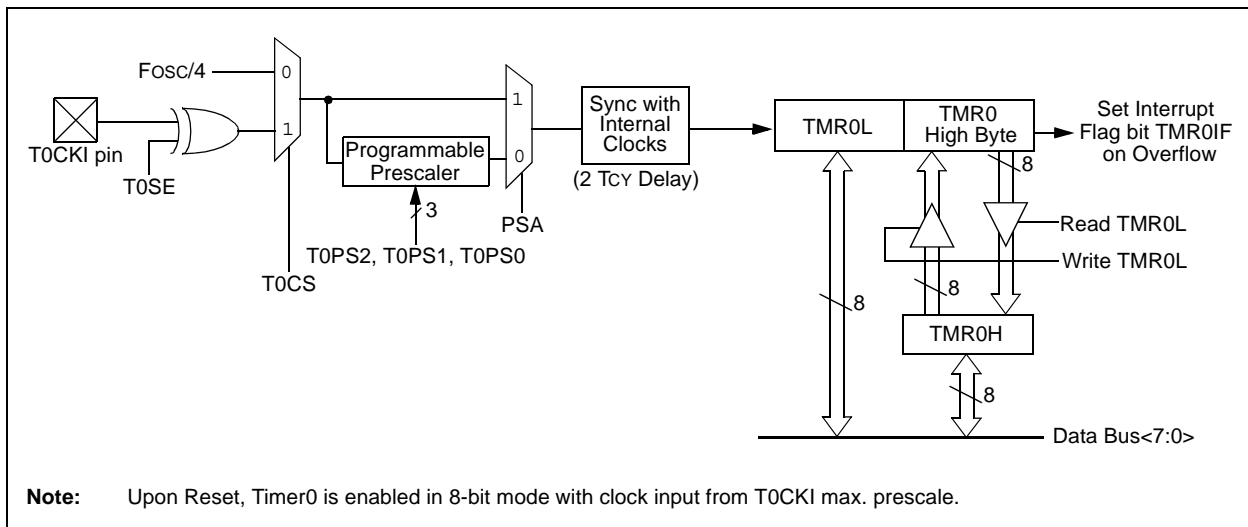 FOSC/4
T0CKI pin
T0SE
0
1
T0CS
Programmable
Prescaler
3
T0PS2, T0PS1, T0PS0
1
0
PSA
Sync with
Internal
Clocks
(2 TCY Delay)
TMR0L
TMR0
High Byte
Set Interrupt
Flag bit TMR0IF
on Overflow
8
Read TMR0L
Write TMR0L
8
8
TMR0H
8
Data Bus<7:0>
Note: Upon Reset, Timer0 is enabled in 8-bit mode with clock input from T0CKI max. prescale.